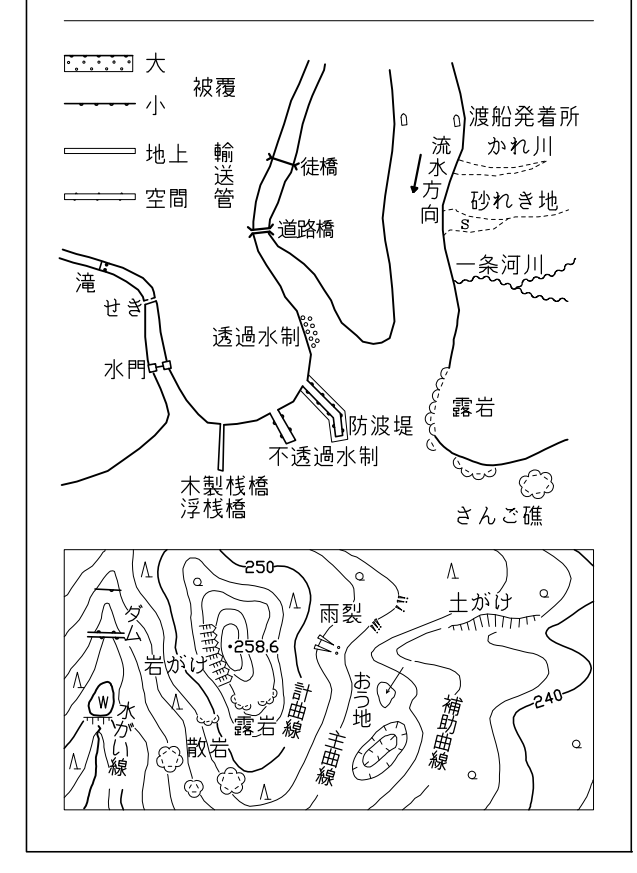 大
小
被覆
地上
空間
輸送管
徒橋
道路橋
渡船発着所
流水方向
かれ川
砂れき地
s
一条河川
滝
せき
水門
透過水制
露岩
防波堤
不透過水制
木製桟橋
浮桟橋
さんご礁
250
ダム
雨裂
土がけ
岩がけ
258.6
W
水がい線
散岩
露岩
計曲線
主曲線
おう地
補助曲線
240